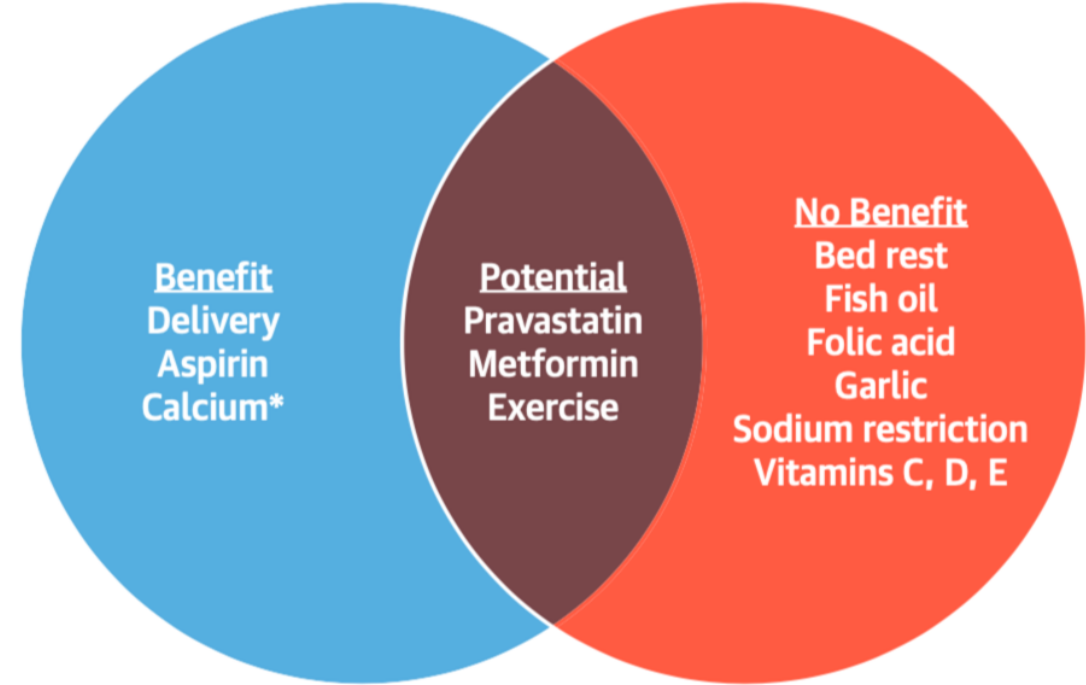 Benefit
Delivery
Aspirin
Calcium*
Potential
Pravastatin
Metformin
Exercise
No Benefit
Bed rest
Fish oil
Folic acid
Garlic
Sodium restriction
Vitamins C, D, E